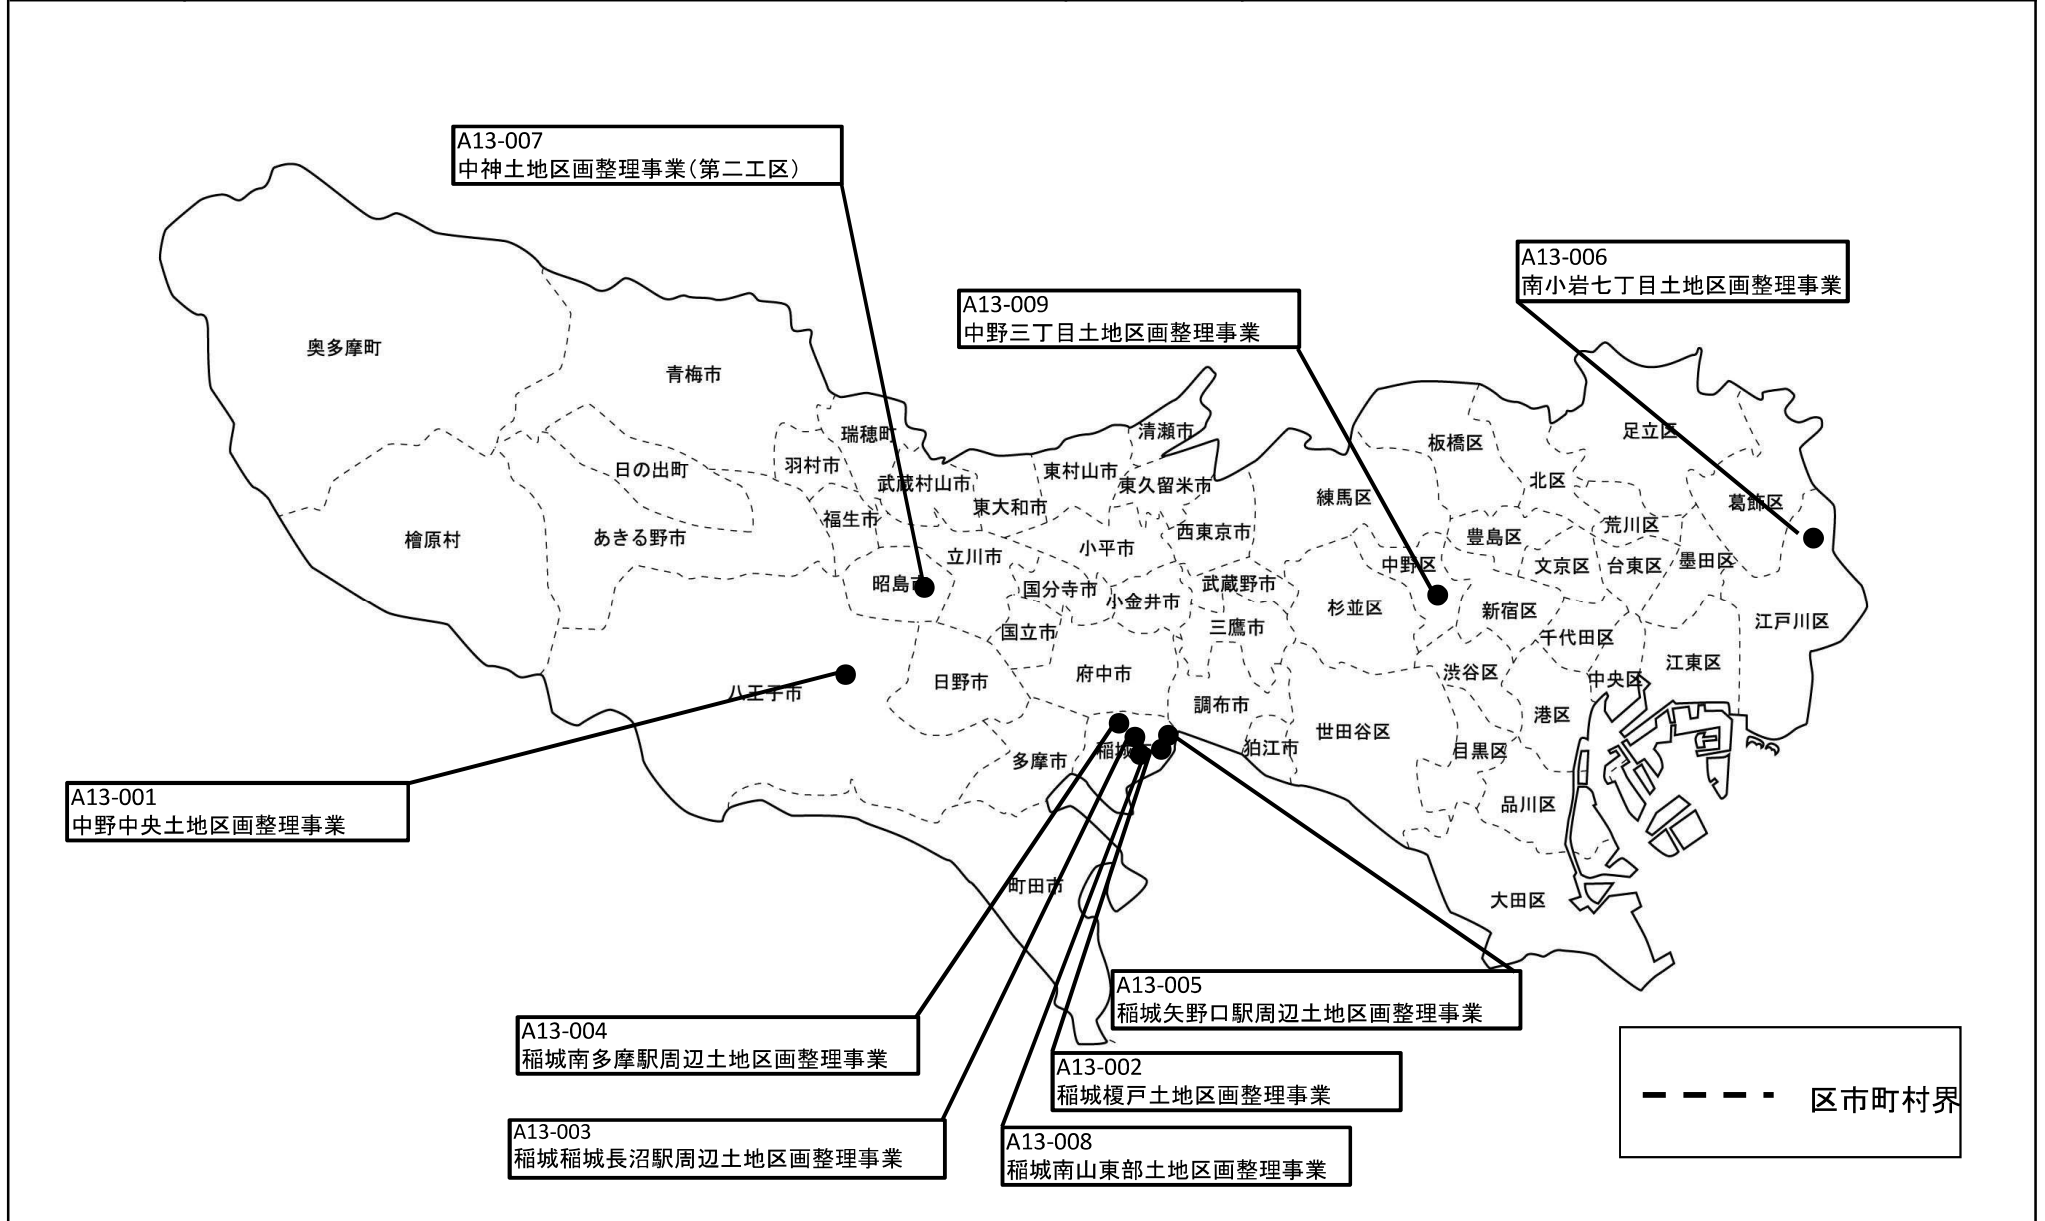 A13-007
中神土地区画整理事業(第二工区)
A13-006
南小岩七丁目土地区画整理事業
A13-009
中野三丁目土地区画整理事業
奥多摩町
青梅市
瑞穂町
清瀬市
板橋区
足立区
羽村市
日の出町
東村山市
武蔵村山市
東久留米市
北区
練馬区
葛飾区
東大和市
福生市
荒川区
檜原村
あきる野市
西東京市
豊島区
小平市
立川市
中野区
文京区
台東区
墨田区
昭島市
国分寺市
武蔵野市
小金井市
杉並区
新宿区
江戸川区
国立市
三鷹市
千代田区
江東区
府中市
渋谷区
中央区
日野市
八王子市
調布市
港区
世田谷区
狛江市
目黒区
稲城
多摩市
品川区
A13-001
中野中央土地区画整理事業
町田市
大田区
A13-005
稲城矢野口駅周辺土地区画整理事業
A13-004
稲城南多摩駅周辺土地区画整理事業
A13-002
稲城榎戸土地区画整理事業
区市町村界
A13-003
稲城稲城長沼駅周辺土地区画整理事業
A13-008
稲城南山東部土地区画整理事業